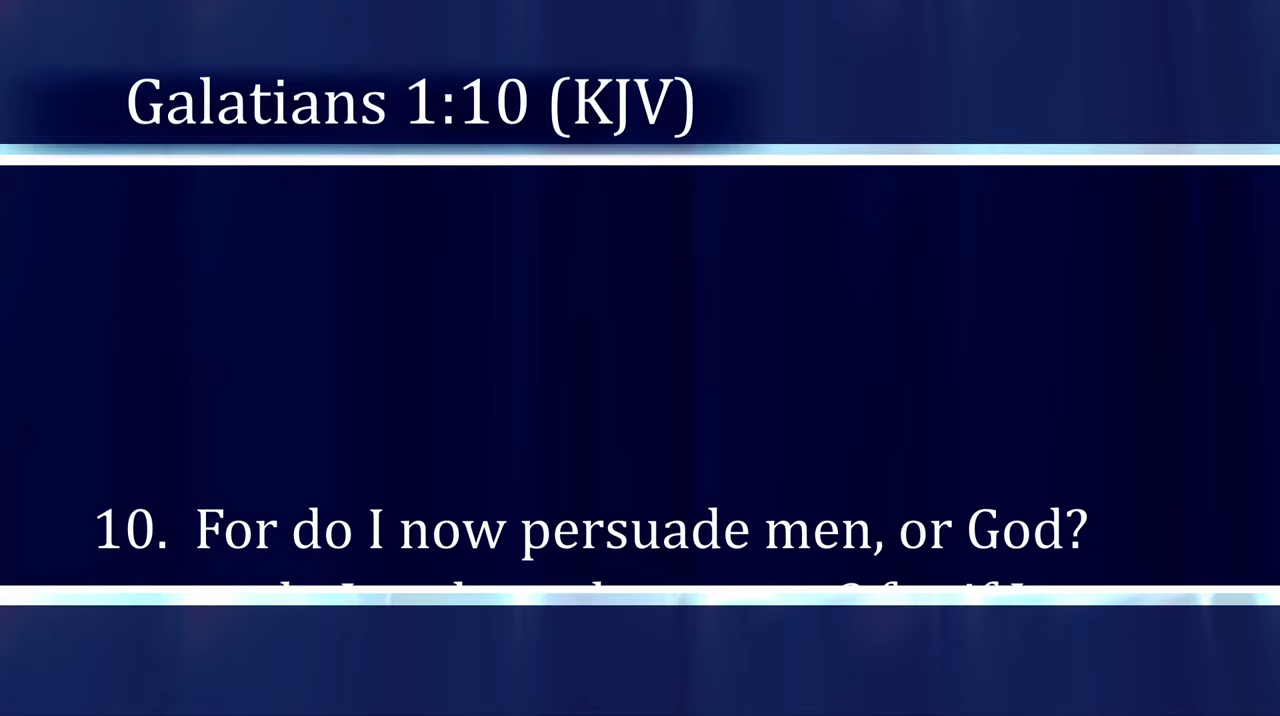 Galatians 1:10 (KJV)
10. For do I now persuade men, or God?